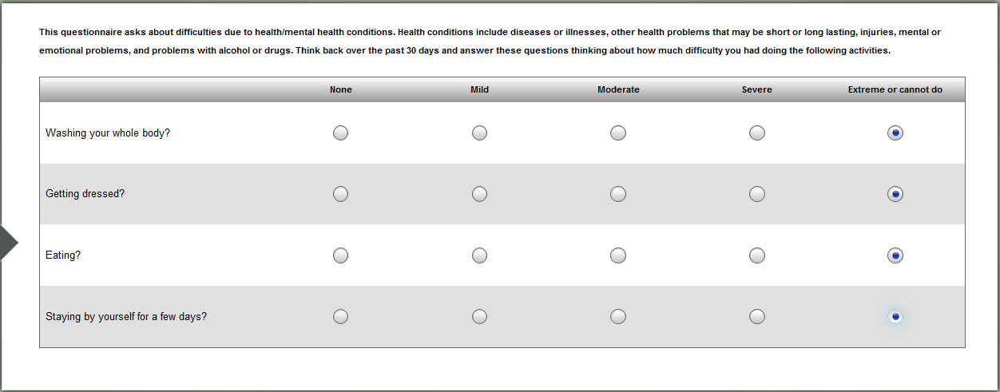 This questionnaire asks about difficulties due to health/mental health conditions. Health conditions include diseases or illnesses, other health problems that may be short or long lasting, injuries, mental or
emotional problems, and problems with alcohol or drugs. Think back over the past 30 days and answer these questions thinking about how much difficulty you had doing the following activities.
None Mild Moderate Severe Extreme or cannot do
Washing your whole body?
Getting dressed?
Eating?
Staying by yourself for a few days?